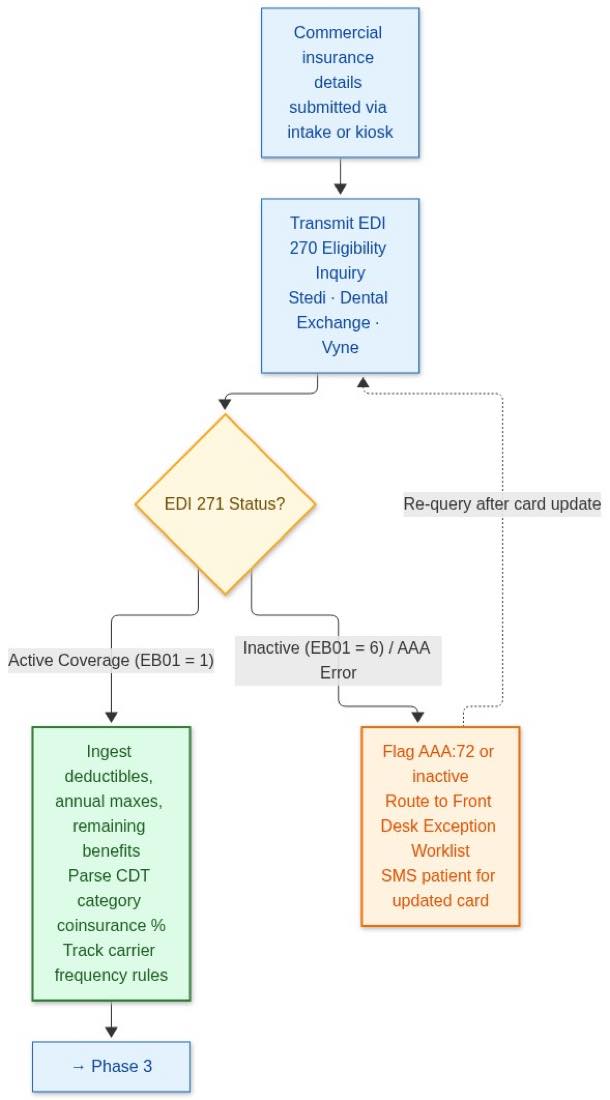 Commercial
insurance
details
submitted via
intake or kiosk
Transmit EDI
270 Eligibility
Inquiry
Stedi · Dental
Exchange ·
Vyne
EDI 271 Status?
Re-query after card update
Active Coverage (EB01 = 1)
Inactive (EB01 = 6) / AAA
Error
Ingest
deductibles,
annual maxes,
remaining
benefits
Parse CDT
category
coinsurance %
Track carrier
frequency rules
Flag AAA:72 or
inactive
Route to Front
Desk Exception
Worklist
SMS patient for
updated card
→ Phase 3